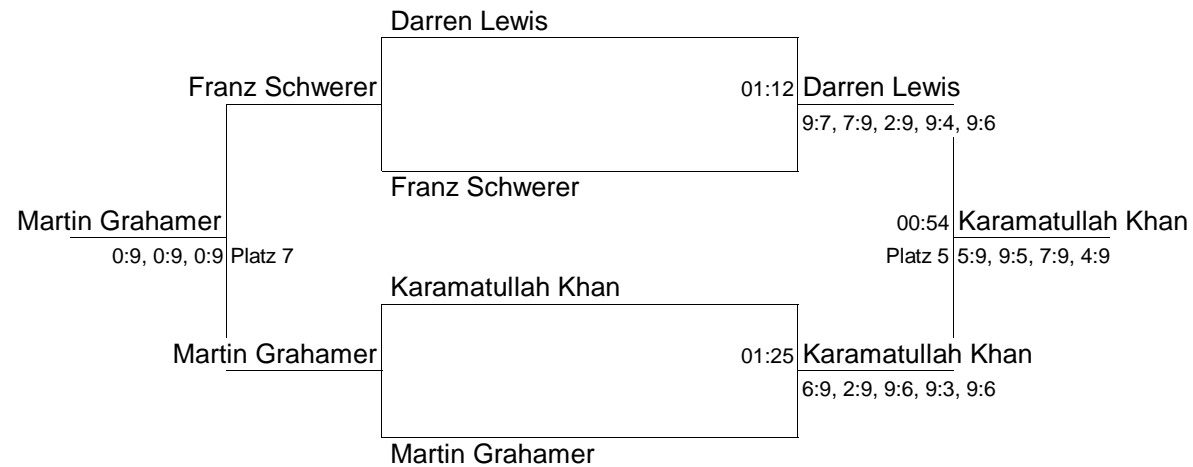 Darren Lewis
Franz Schwerer 01:12 Darren Lewis
9:7, 7:9, 2:9, 9:4, 9:6
Franz Schwerer
Martin Grahamer 00:54 Karamatullah Khan
0:9, 0:9, 0:9 Platz 7 Platz 5 5:9, 9:5, 7:9, 4:9
Karamatullah Khan
Martin Grahamer 01:25 Karamatullah Khan
6:9, 2:9, 9:6, 9:3, 9:6
Martin Grahamer